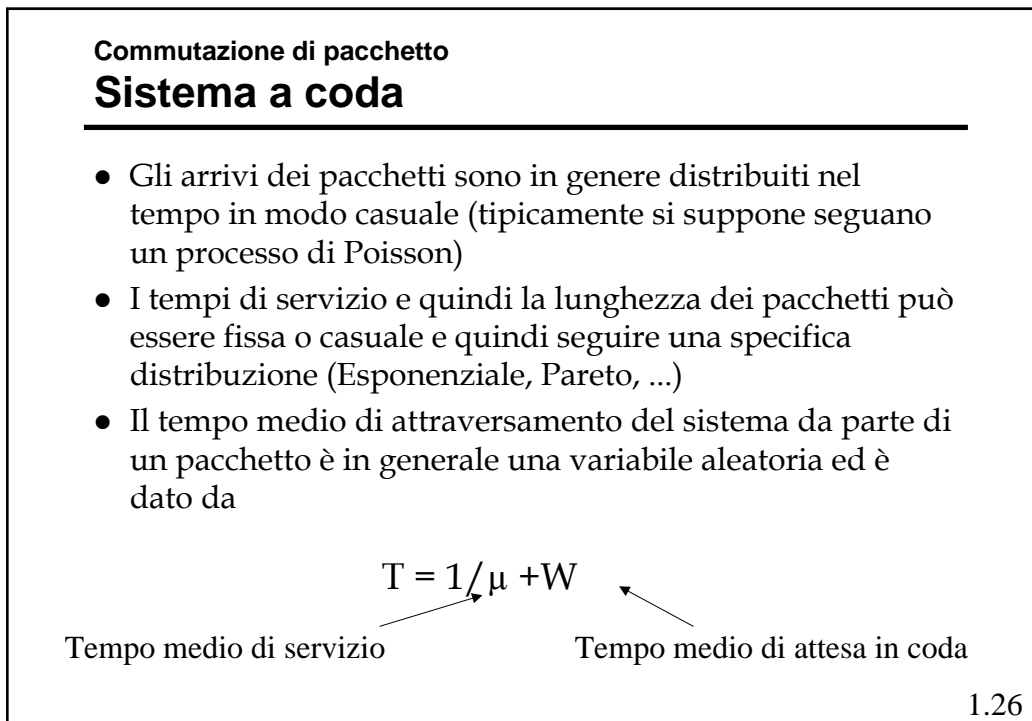 Commutazione di pacchetto
Sistema a coda
● Gli arrivi dei pacchetti sono in genere distribuiti nel
tempo in modo casuale (tipicamente si suppone seguano
un processo di Poisson)
● I tempi di servizio e quindi la lunghezza dei pacchetti può
essere fissa o casuale e quindi seguire una specifica
distribuzione (Esponenziale, Pareto, ...)
● Il tempo medio di attraversamento del sistema da parte di
un pacchetto è in generale una variabile aleatoria ed è
dato da
T = 1/μ +W
Tempo medio di servizio Tempo medio di attesa in coda
1.26